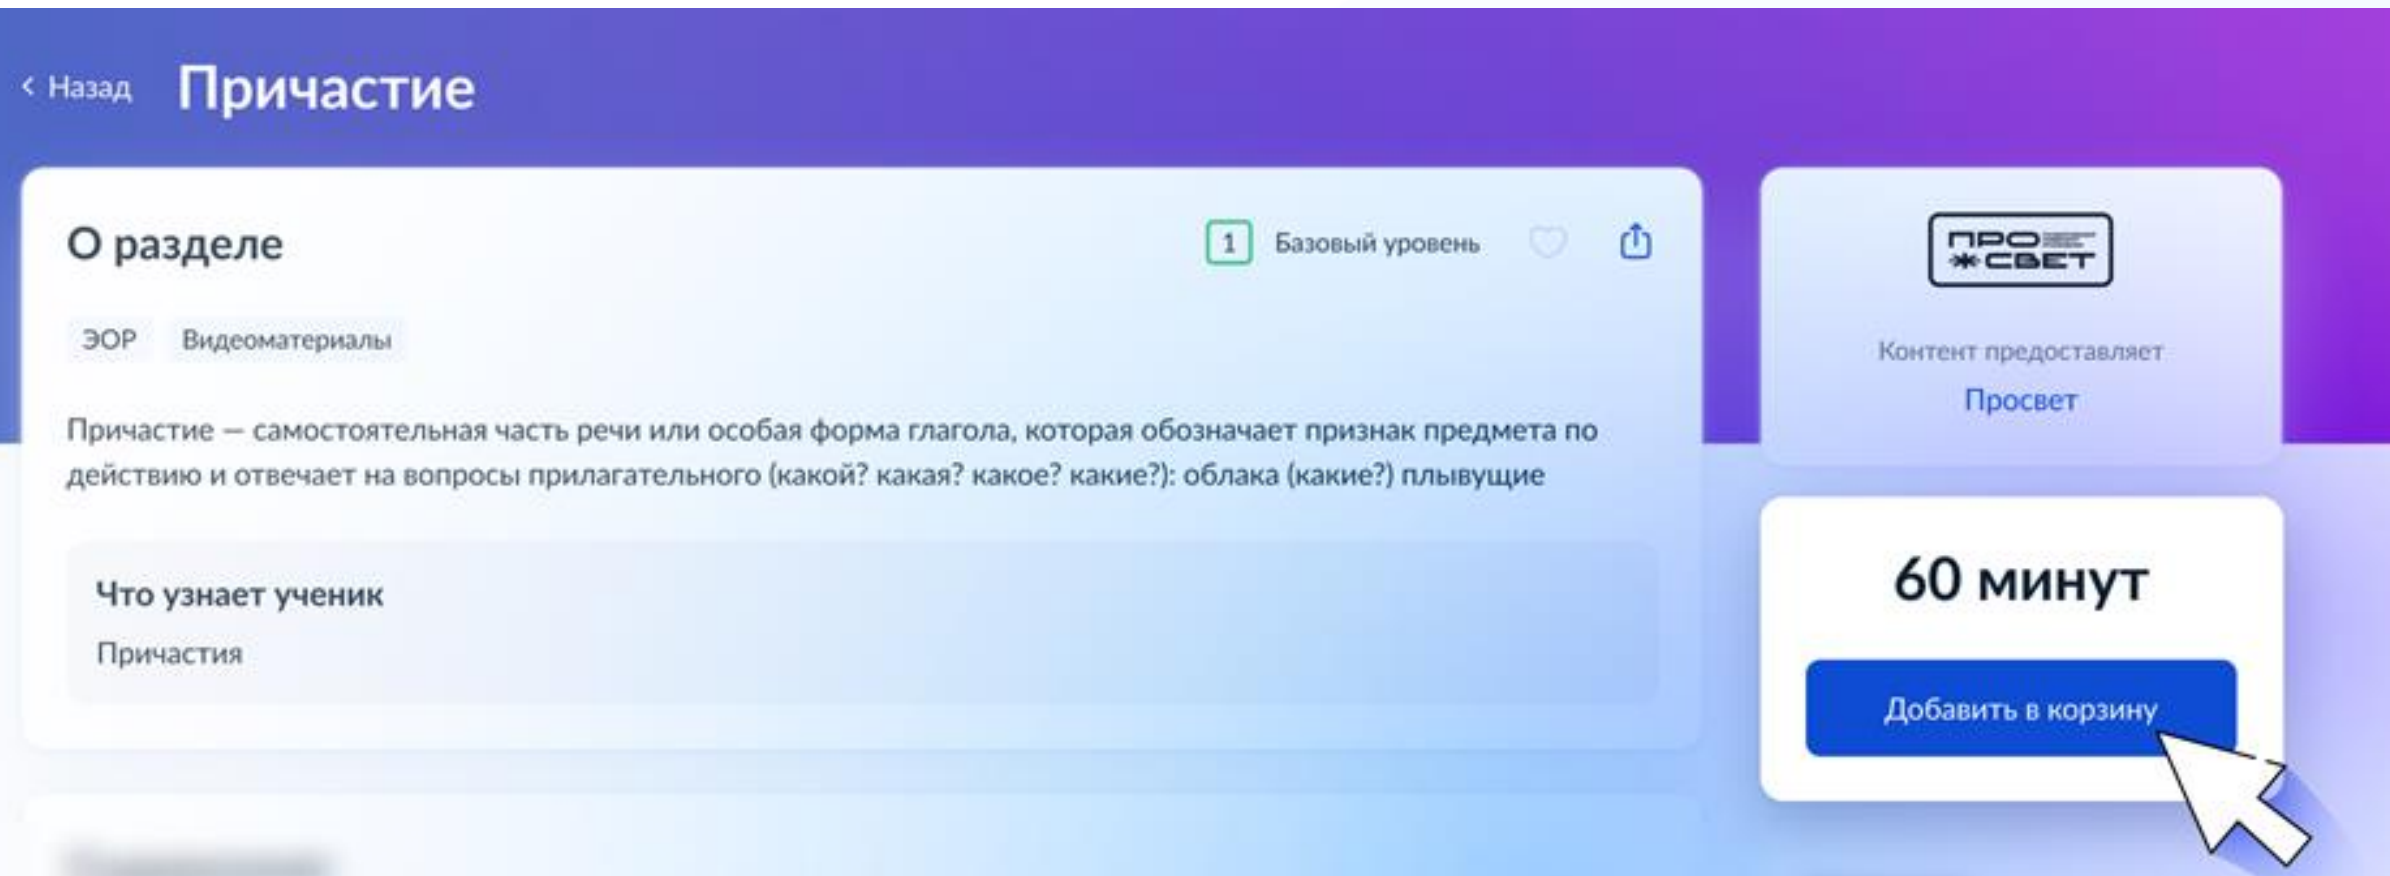 Назад
Причастие
О разделе
1 Базовый уровень
ЭОР Видеоматериалы
Причастие — самостоятельная часть речи или особая форма глагола, которая обозначает признак предмета по
действию и отвечает на вопросы прилагательного (какой? какая? какое? какие?): облака (какие?) плывущие
Что узнает ученик
Причастия
ПРО
СВЕТ
Контент предоставляет
Просвет
60 минут
Добавить в корзину